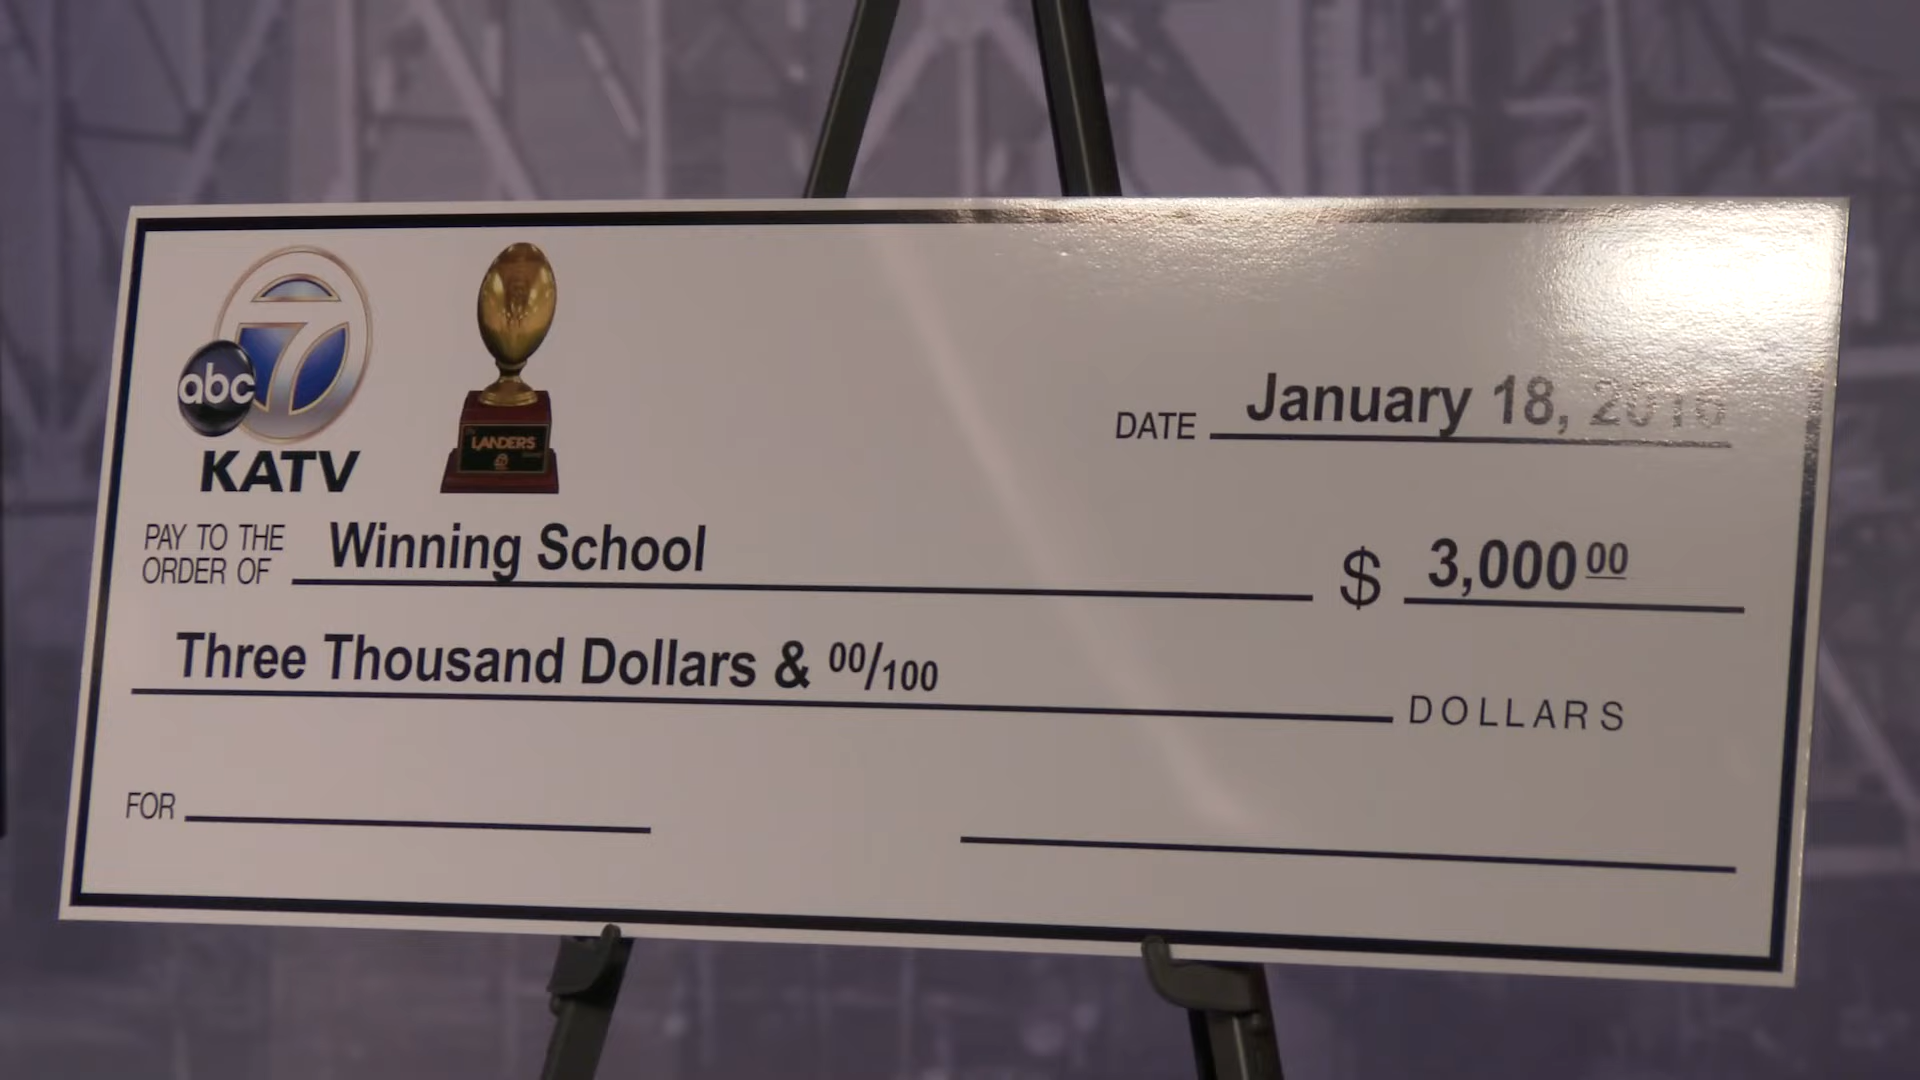 7
abc
KATV
LANDERS
DATE January 18, 2016
PAY TO THE
ORDER OF Winning School $ 3,000 00
Three Thousand Dollars & 00/100 DOLLARS
FOR